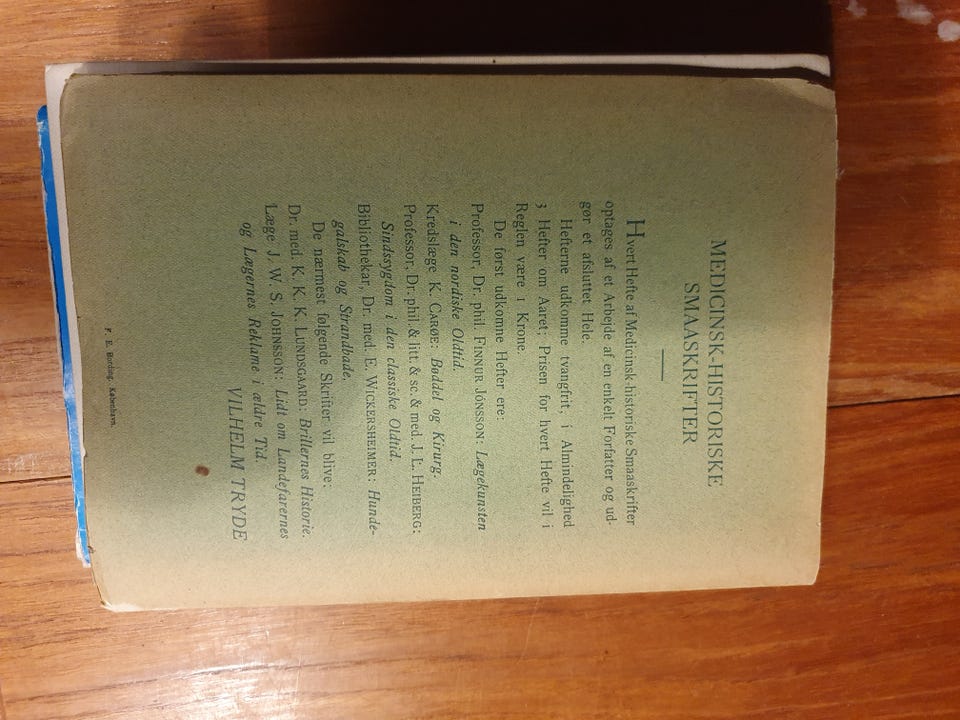 MEDICINSK-HISTORISKE
SMAASKRIFTER
Hvert Hefte af Medicinsk-historiske Smaaskrifter
optages af et Arbejde af en enkelt Forfatter og ud-
gør et afsluttet Hele.
Hefterne udkomme tvangfrit, i Almindelighed
3 Hefter om Aaret; Prisen for hvert Hefte vil i
Reglen være 1 Krone.
De først udkomne Hefter ere:
Professor, Dr. phil. FINNUR JÓNSSON: Lægekunsten
i den nordiske Oldtid.
Kredslæge K. CARØE: Bøddel og Kirurg.
Professor, Dr. phil. & litt. & sc. & med. J. L. HEIBERG:
Sindssygdom i den classiske Oldtid.
Bibliothekar, Dr. med. E. WICKERSHEIMER: Hunde-
galskab og Strandbade.
De nærmest følgende Skrifter vil blive:
Dr. med. K. K. K. LUNDSGAARD: Brillernes Historie.
Læge J. W. S. JOHNSSON: Lidt om Landefarernes
og Lægernes Reklame i ældre Tid.
VILHELM TRYDE
F. E. Bording. København.